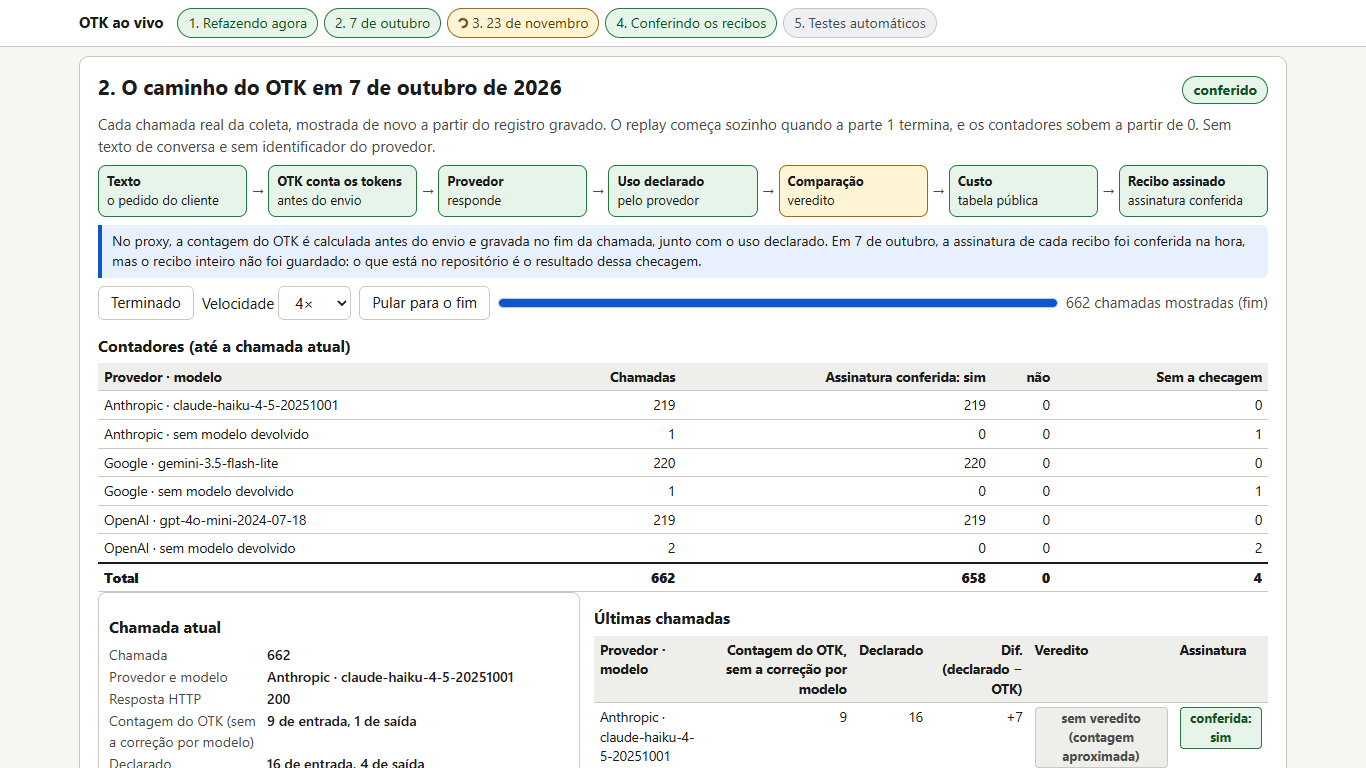 OTK ao vivo
1. Refazendo agora
2. 7 de outubro
3. 23 de novembro
4. Conferindo os recibos
5. Testes automáticos
2. O caminho do OTK em 7 de outubro de 2026
conferido
Cada chamada real da coleta, mostrada de novo a partir do registro gravado. O replay começa sozinho quando a parte 1 termina, e os contadores sobem a partir de 0. Sem
texto de conversa e sem identificador do provedor.
Texto
o pedido do cliente
→
OTK conta os tokens
antes do envio
→
Provedor
responde
→
Uso declarado
pelo provedor
→
Comparação
veredito
→
Custo
tabela pública
→
Recibo assinado
assinatura conferida
No proxy, a contagem do OTK é calculada antes do envio e gravada no fim da chamada, junto com o uso declarado. Em 7 de outubro, a assinatura de cada recibo foi conferida na hora,
mas o recibo inteiro não foi guardado: o que está no repositório é o resultado dessa checagem.
Terminado Velocidade 4× Pular para o fim 662 chamadas mostradas (fim)
Contadores (até a chamada atual)
Provedor · modelo Chamadas Assinatura conferida: sim não Sem a checagem
Anthropic · claude-haiku-4-5-20251001 219 219 0 0
Anthropic · sem modelo devolvido 1 0 0 1
Google · gemini-3.5-flash-lite 220 220 0 0
Google · sem modelo devolvido 1 0 0 1
OpenAI · gpt-4o-mini-2024-07-18 219 219 0 0
OpenAI · sem modelo devolvido 2 0 0 2
Total 662 658 0 4
Chamada atual
Chamada 662
Provedor e modelo Anthropic · claude-haiku-4-5-20251001
Resposta HTTP 200
Contagem do OTK (sem 9 de entrada, 1 de saída
a correção por modelo)
Declarado 16 de entrada, 4 de saída
Últimas chamadas
Provedor · Contagem do OTK, Declarado Dif. Veredito Assinatura
modelo sem a correção por (declarado −
modelo OTK)
Anthropic · 9 16 +7 sem veredito conferida:
claude-haiku-4- (contagem sim
5-20251001 aproximada)